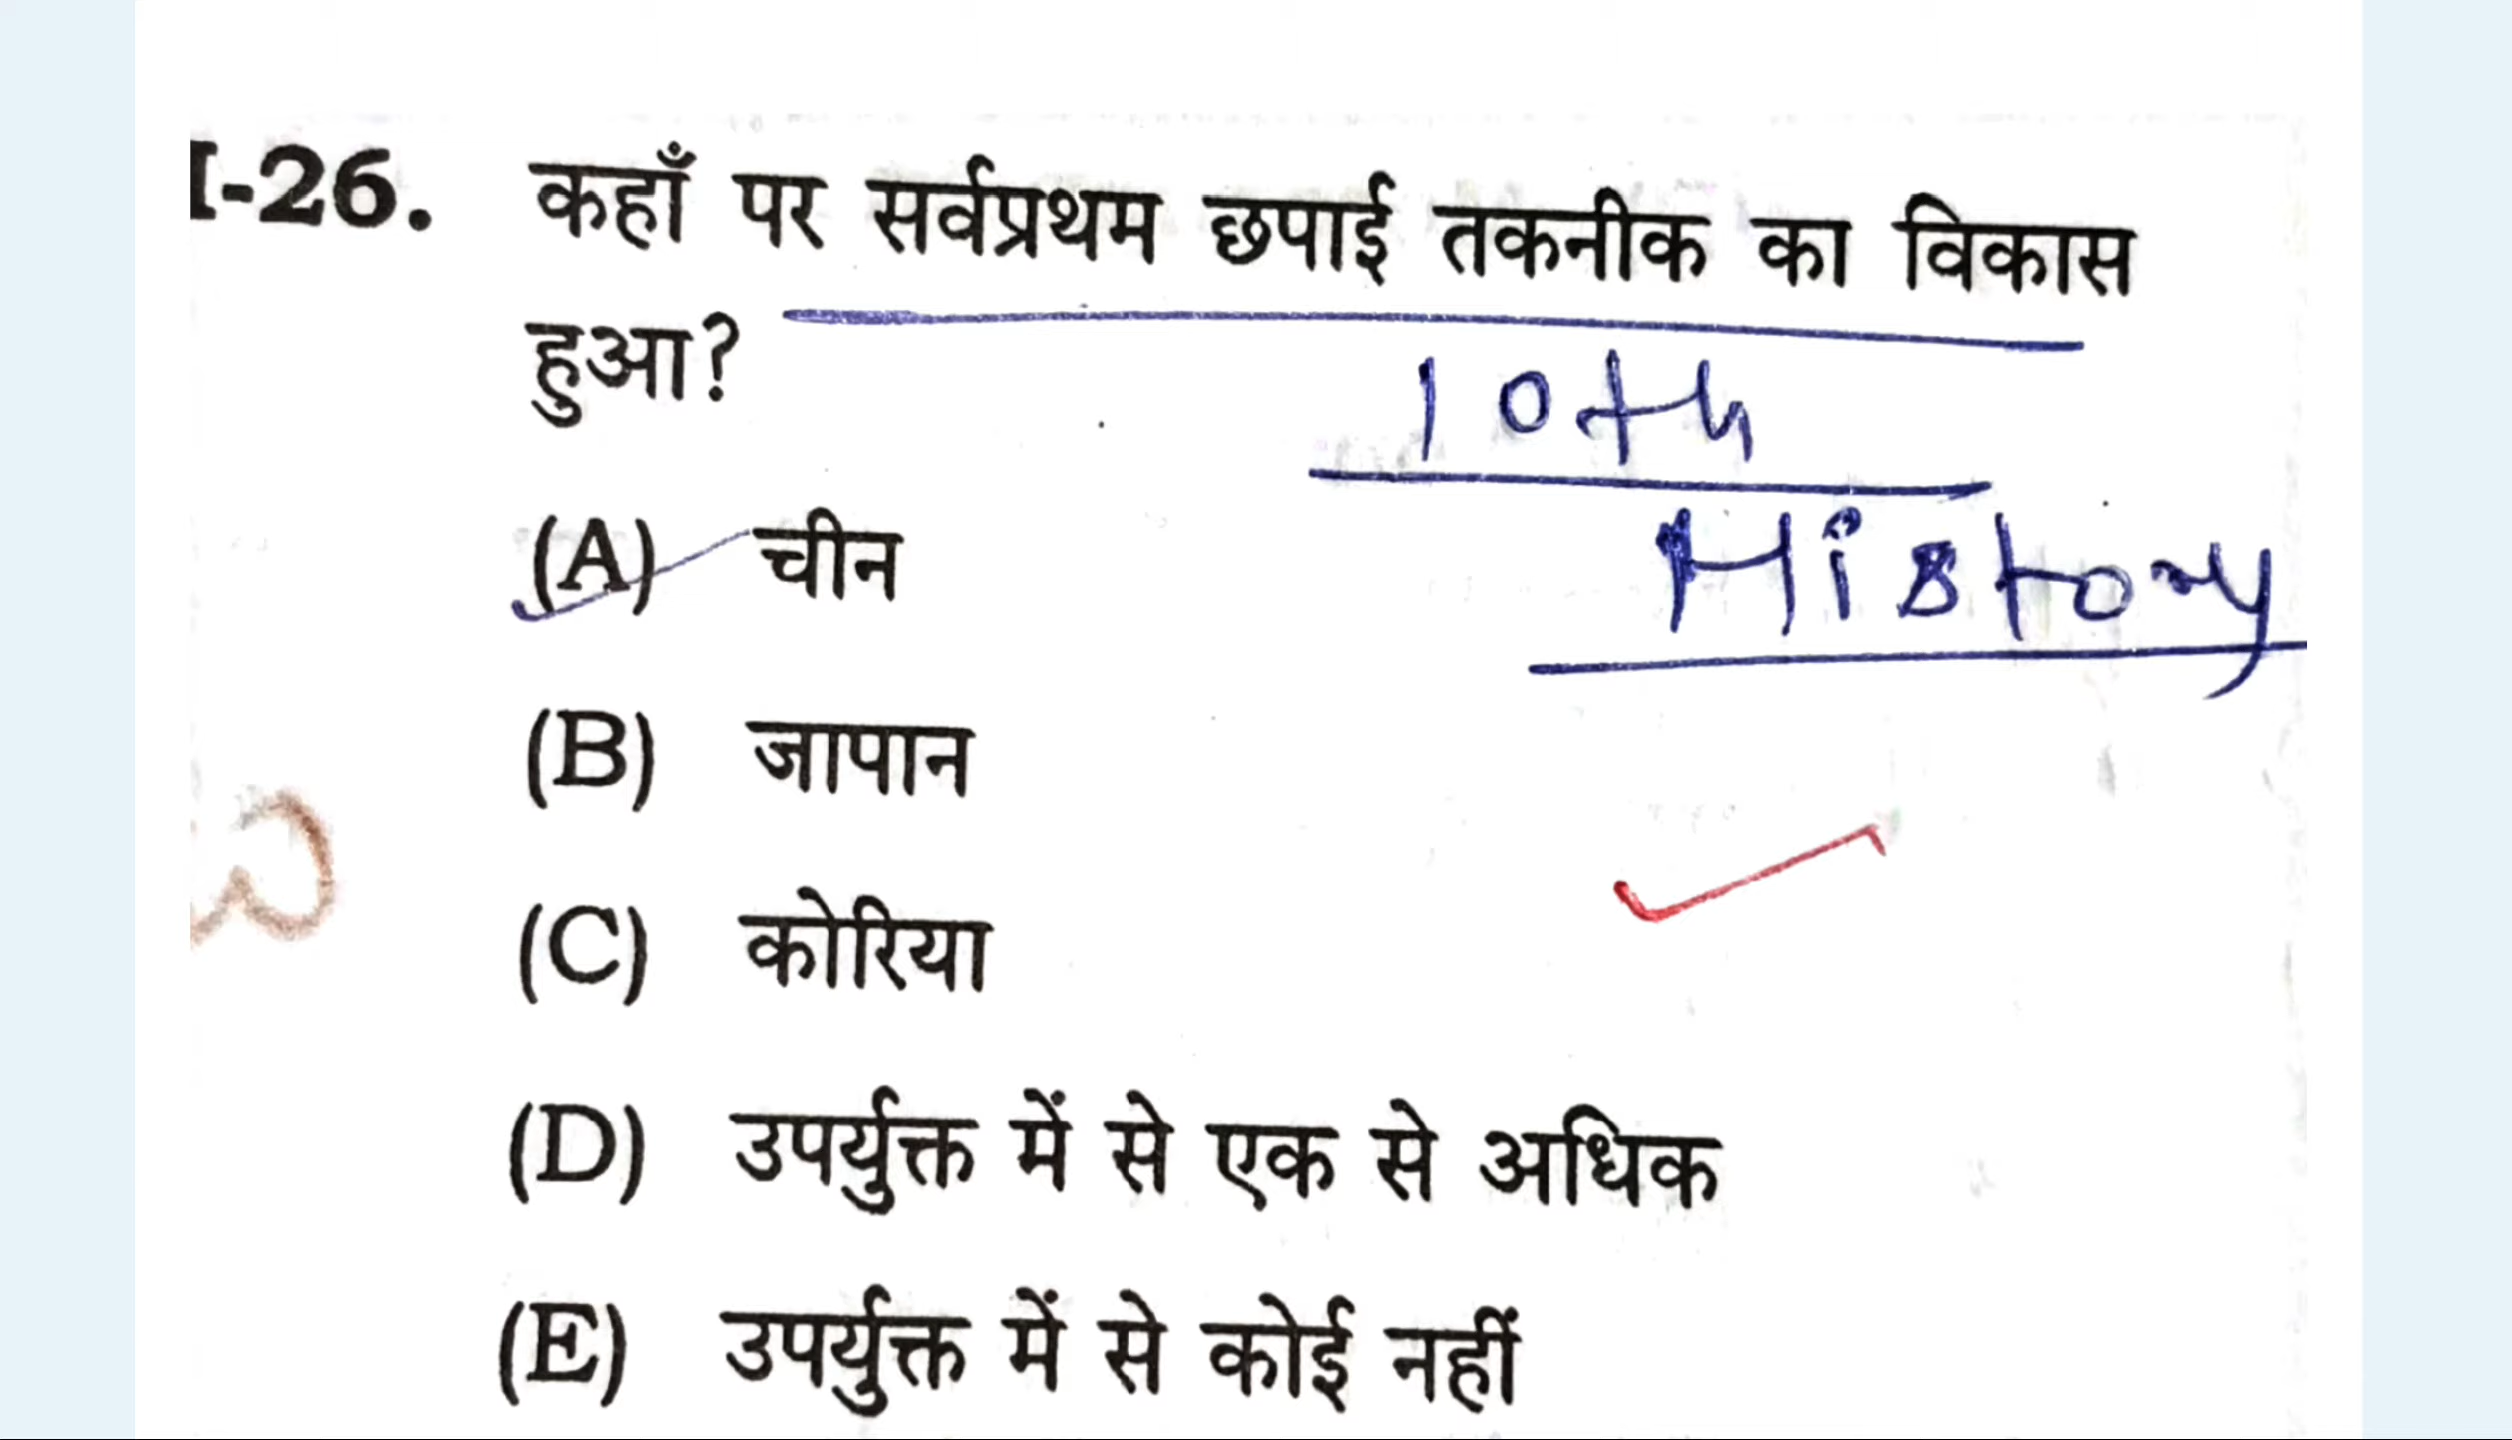 I-26. कहाँ पर सर्वप्रथम छपाई तकनीक का विकास
हुआ?
10th
(A) चीन
History
(B) जापान
(C) कोरिया
(D) उपर्युक्त में से एक से अधिक
(E) उपर्युक्त में से कोई नहीं